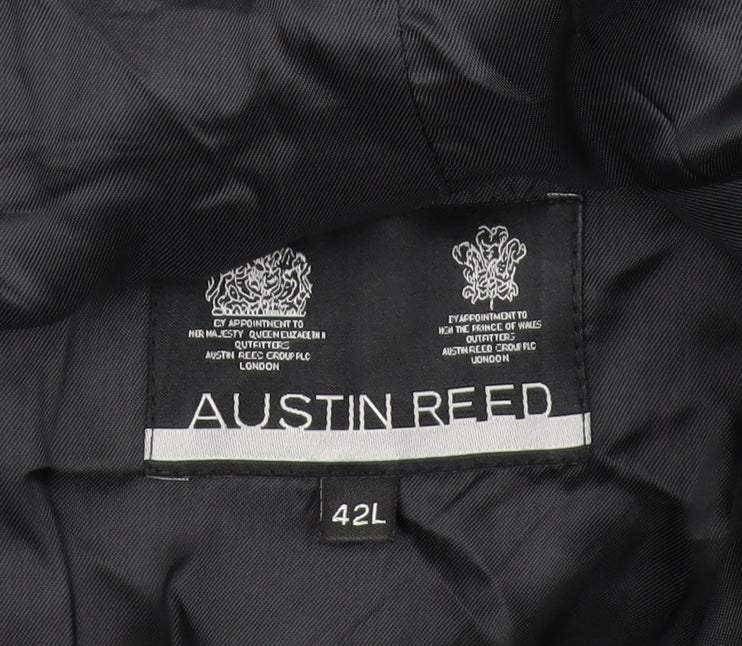 BY APPOINTMENT TO
HER MAJESTY QUEEN ELIZABETH II
OUTFITTERS
AUSTIN REED GROUP PLC
LONDON
BY APPOINTMENT TO
HRH THE PRINCE OF WALES
OUTFITTERS
AUSTIN REED GROUP PLC
LONDON
AUSTIN REED
42L